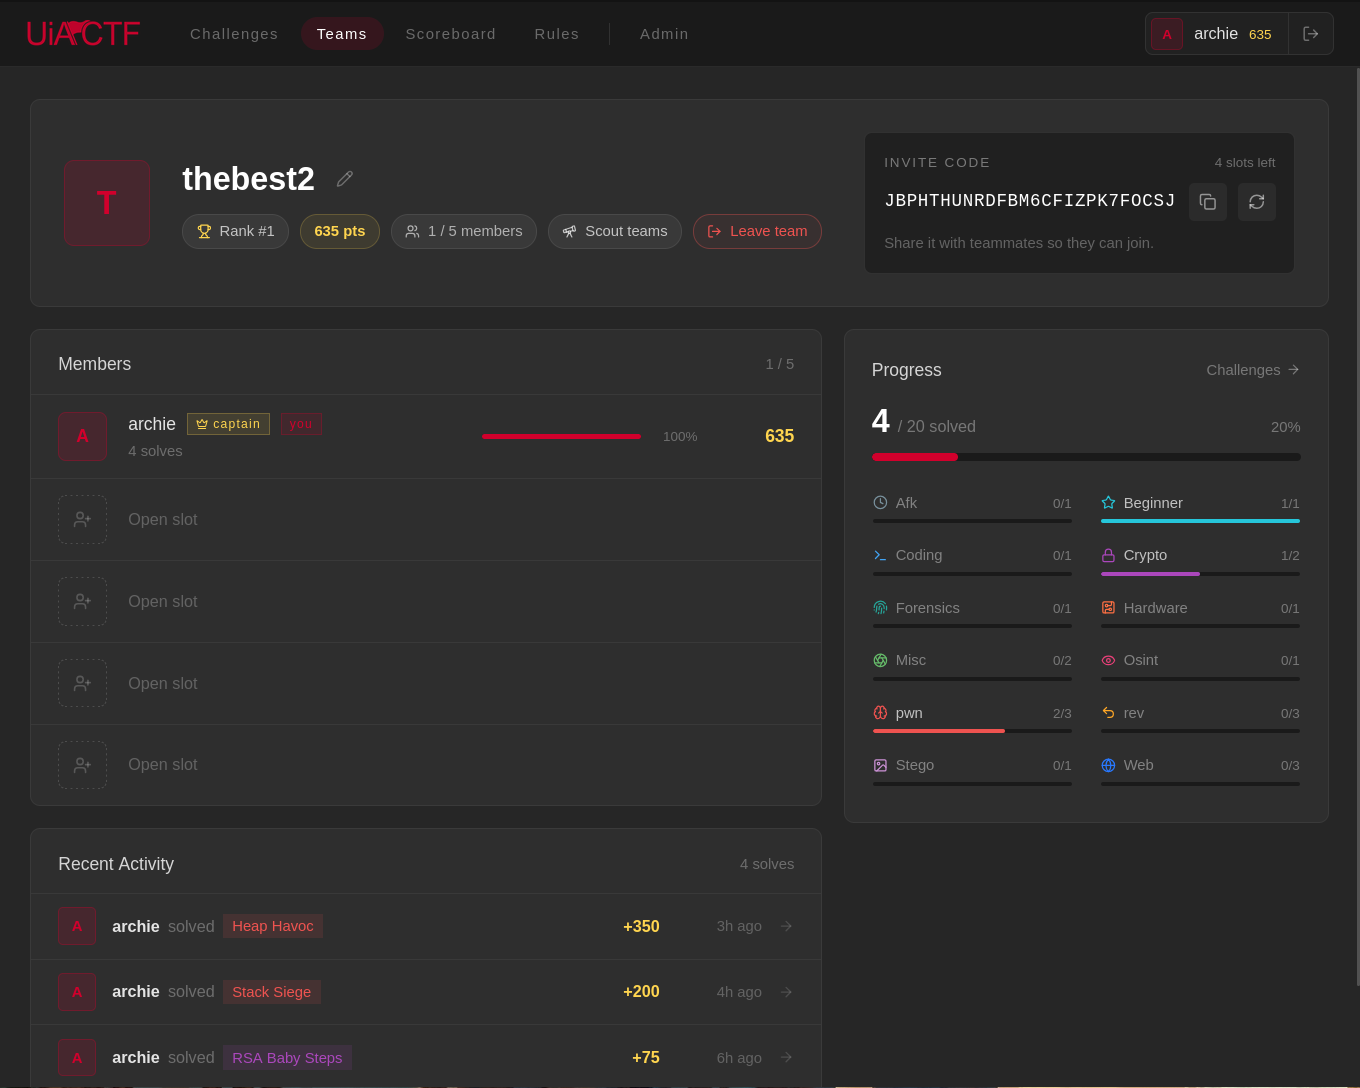 UiACTF Challenges Teams Scoreboard Rules Admin A archie 635
T
thebest2
Rank #1 635 pts 1 / 5 members Scout teams Leave team
INVITE CODE 4 slots left
JBPHTHUNRDFBM6CFIZPK7FOCSJ
Share it with teammates so they can join.
Members 1 / 5
A archie captain you 100% 635
4 solves
Open slot
Open slot
Open slot
Open slot
Progress Challenges
4 / 20 solved 20%
Afk 0/1 Beginner 1/1
Coding 0/1 Crypto 1/2
Forensics 0/1 Hardware 0/1
Misc 0/2 Osint 0/1
pwn 2/3 rev 0/3
Stego 0/1 Web 0/3
Recent Activity 4 solves
A archie solved Heap Havoc +350 3h ago
A archie solved Stack Siege +200 4h ago
A archie solved RSA Baby Steps +75 6h ago